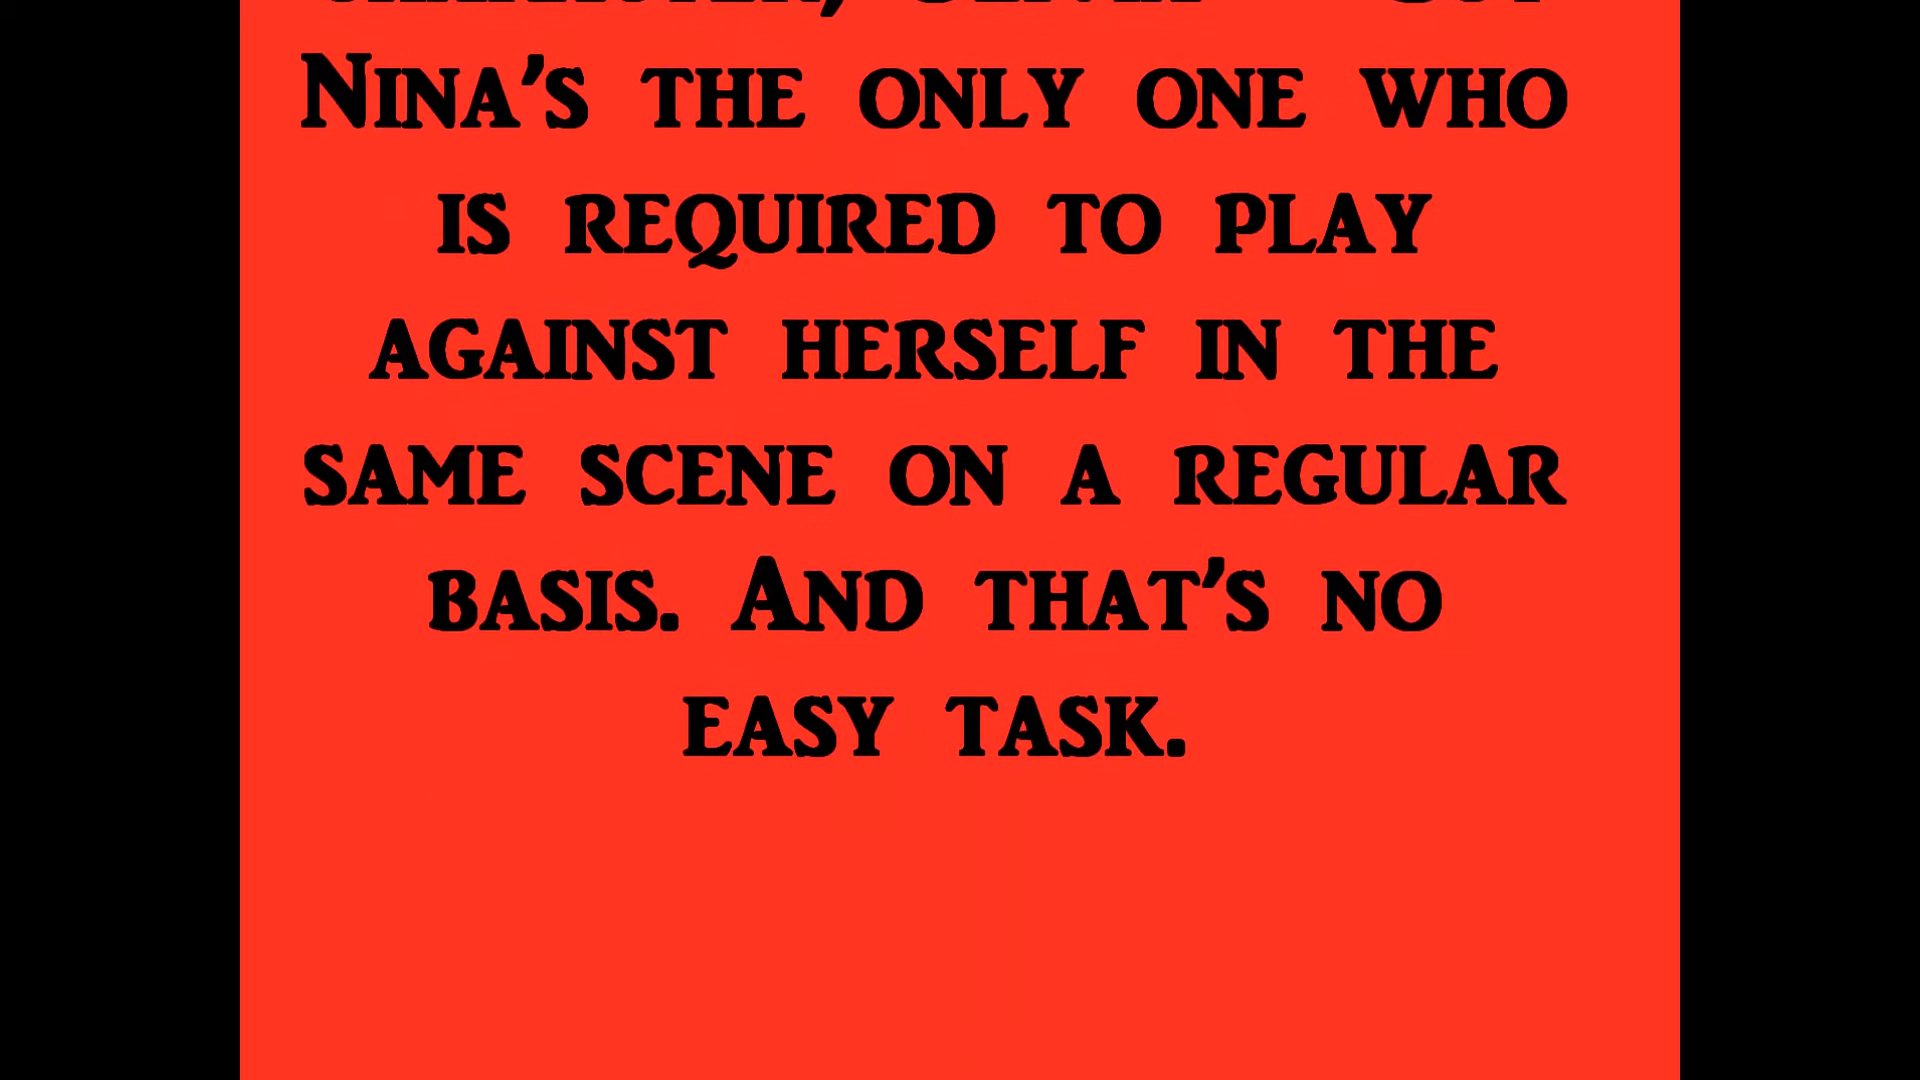 Nina's the only one who
is required to play
against herself in the
same scene on a regular
basis. And that's no
easy task.